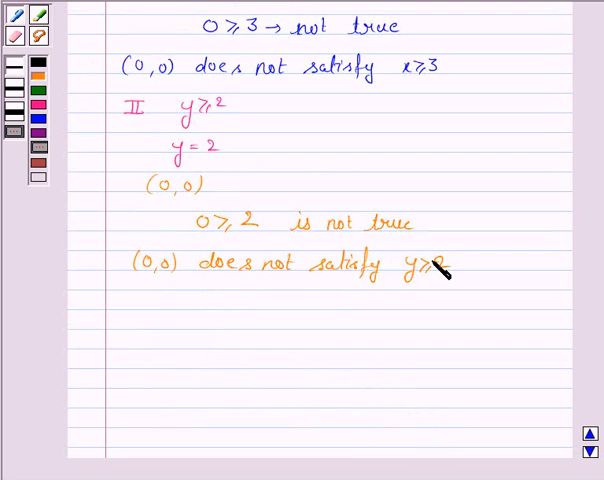 0 ≥ 3 → not true
(0,0) does not satisfy x ≥ 3
II y ≥ 2
y = 2
(0,0)
0 ≥ 2 is not true
(0,0) does not satisfy y ≥ 2